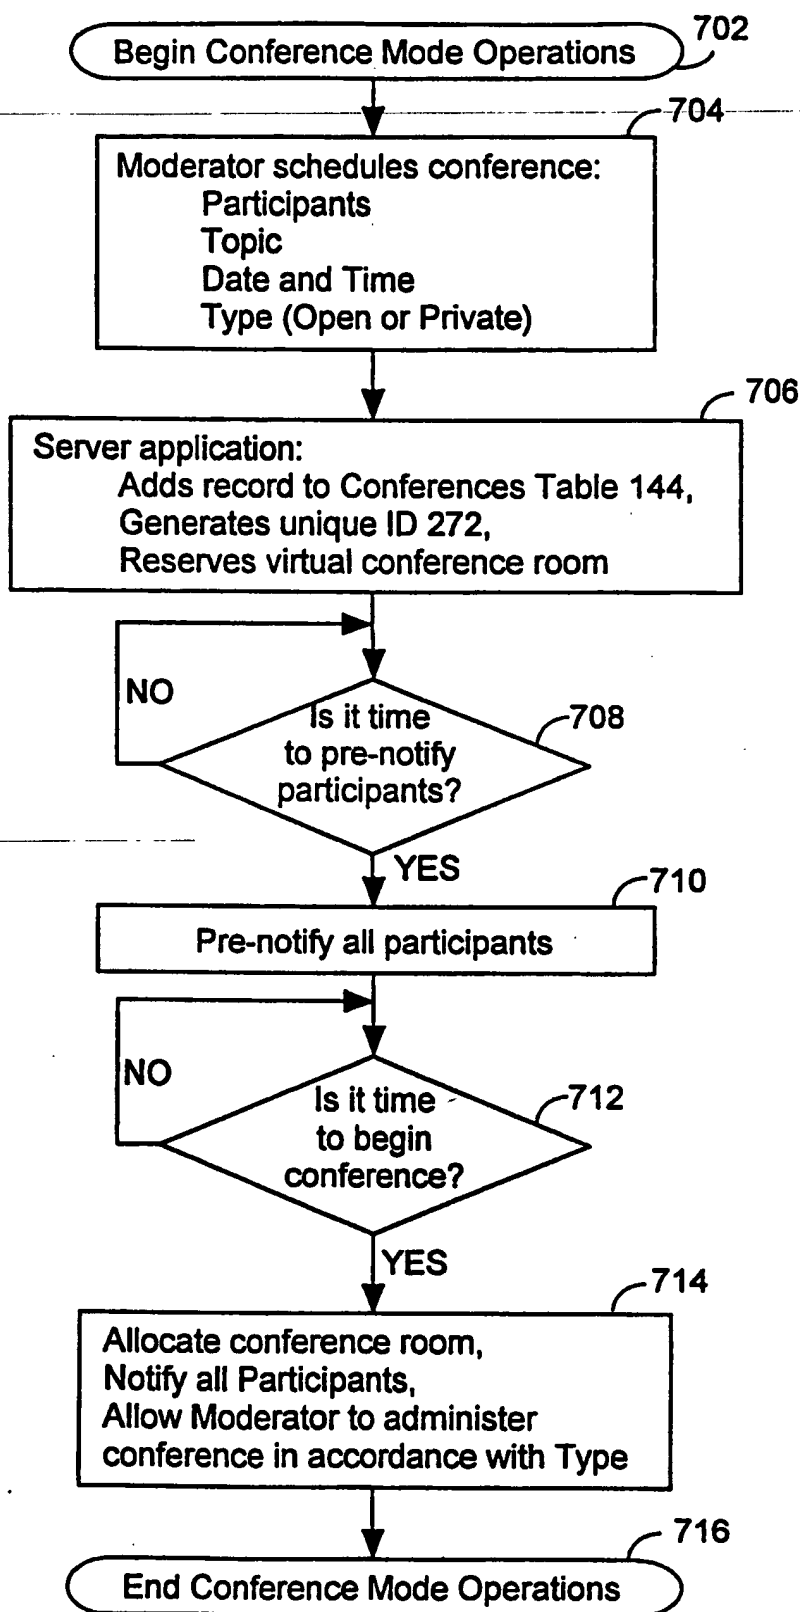 Begin Conference Mode Operations
702
704
Moderator schedules conference:
Participants
Topic
Date and Time
Type (Open or Private)
706
Server application:
Adds record to Conferences Table 144,
Generates unique ID 272,
Reserves virtual conference room
NO
Is it time
to pre-notify
participants?
708
YES
710
Pre-notify all participants
NO
Is it time
to begin
conference?
712
YES
714
Allocate conference room,
Notify all Participants,
Allow Moderator to administer
conference in accordance with Type
716
End Conference Mode Operations